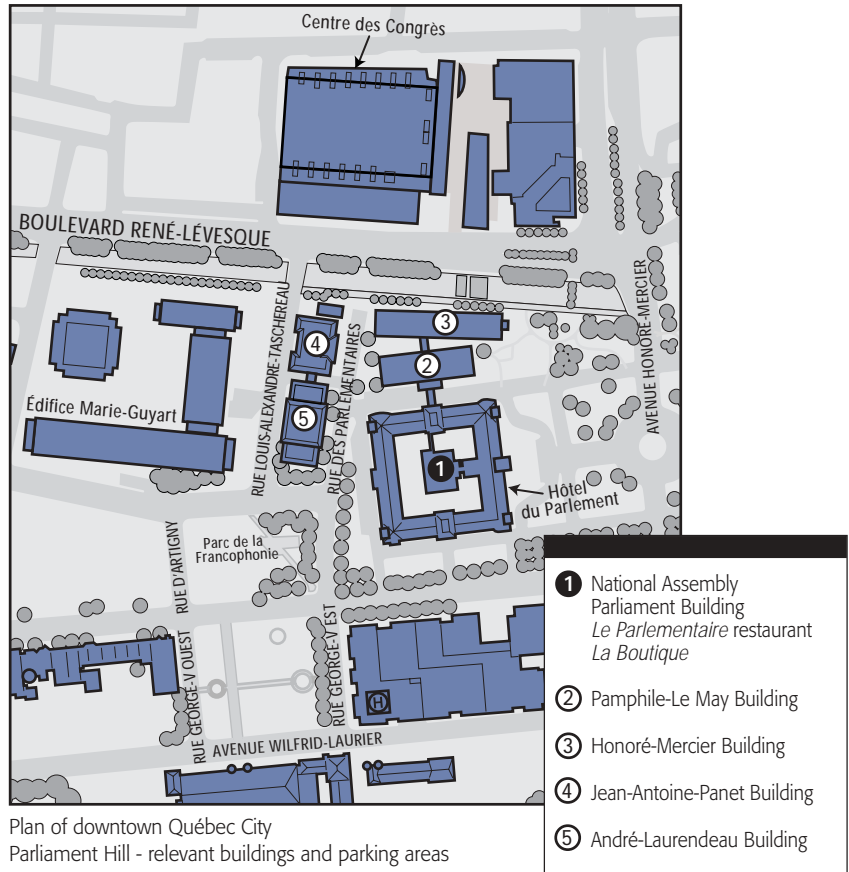 Centre des Congrès
BOULEVARD RENÉ-LÉVESQUE
3
4
2
RUE LOUIS-ALEXANDRE-TASCHEREAU
RUE DES PARLEMENTAIRES
AVENUE HONORÉ-MERCIER
Édifice Marie-Guyart
5
1
Hôtel
du Parlement
RUE D'ARTIGNY
Parc de la
Francophonie
RUE GEORGE-V OUEST
RUE GEORGE-V EST
H
AVENUE WILFRID-LAURIER
1 National Assembly
Parliament Building
Le Parlementaire restaurant
La Boutique
2 Pamphile-Le May Building
3 Honoré-Mercier Building
4 Jean-Antoine-Panet Building
5 André-Laurendeau Building
Plan of downtown Québec City
Parliament Hill - relevant buildings and parking areas